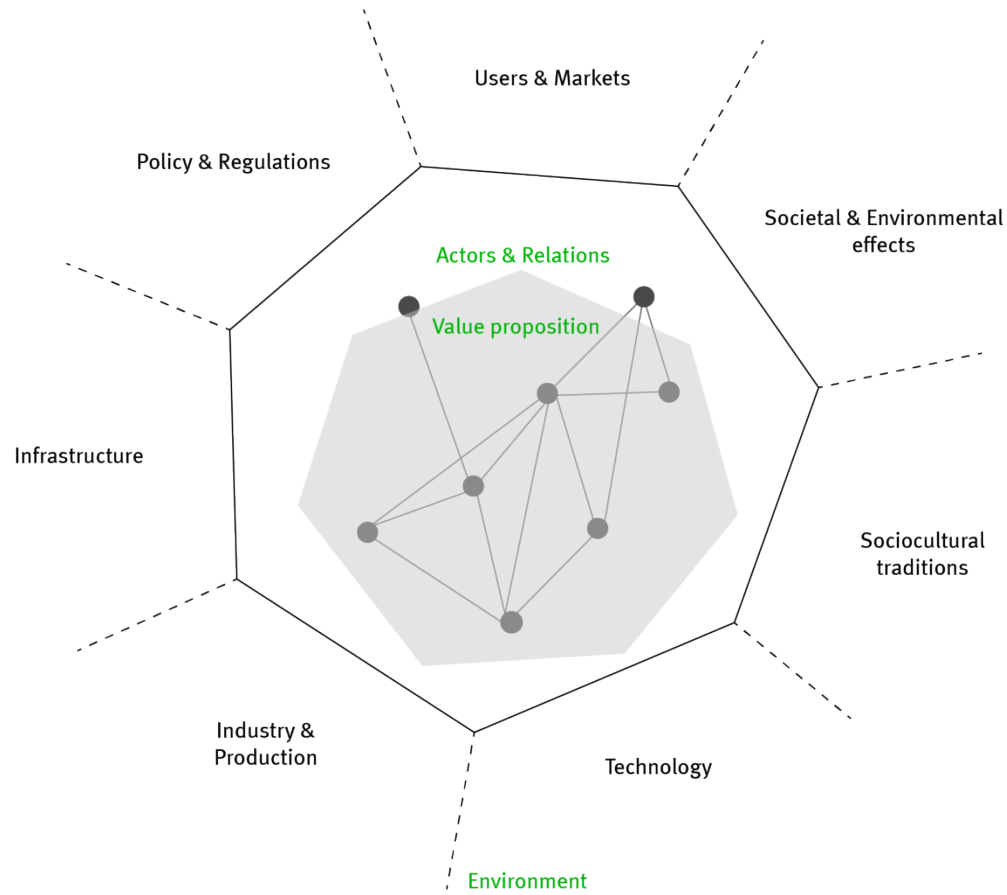 Users & Markets
Policy & Regulations
Societal & Environmental
effects
Actors & Relations
Value proposition
Infrastructure
Sociocultural
traditions
Industry &
Production
Technology
Environment